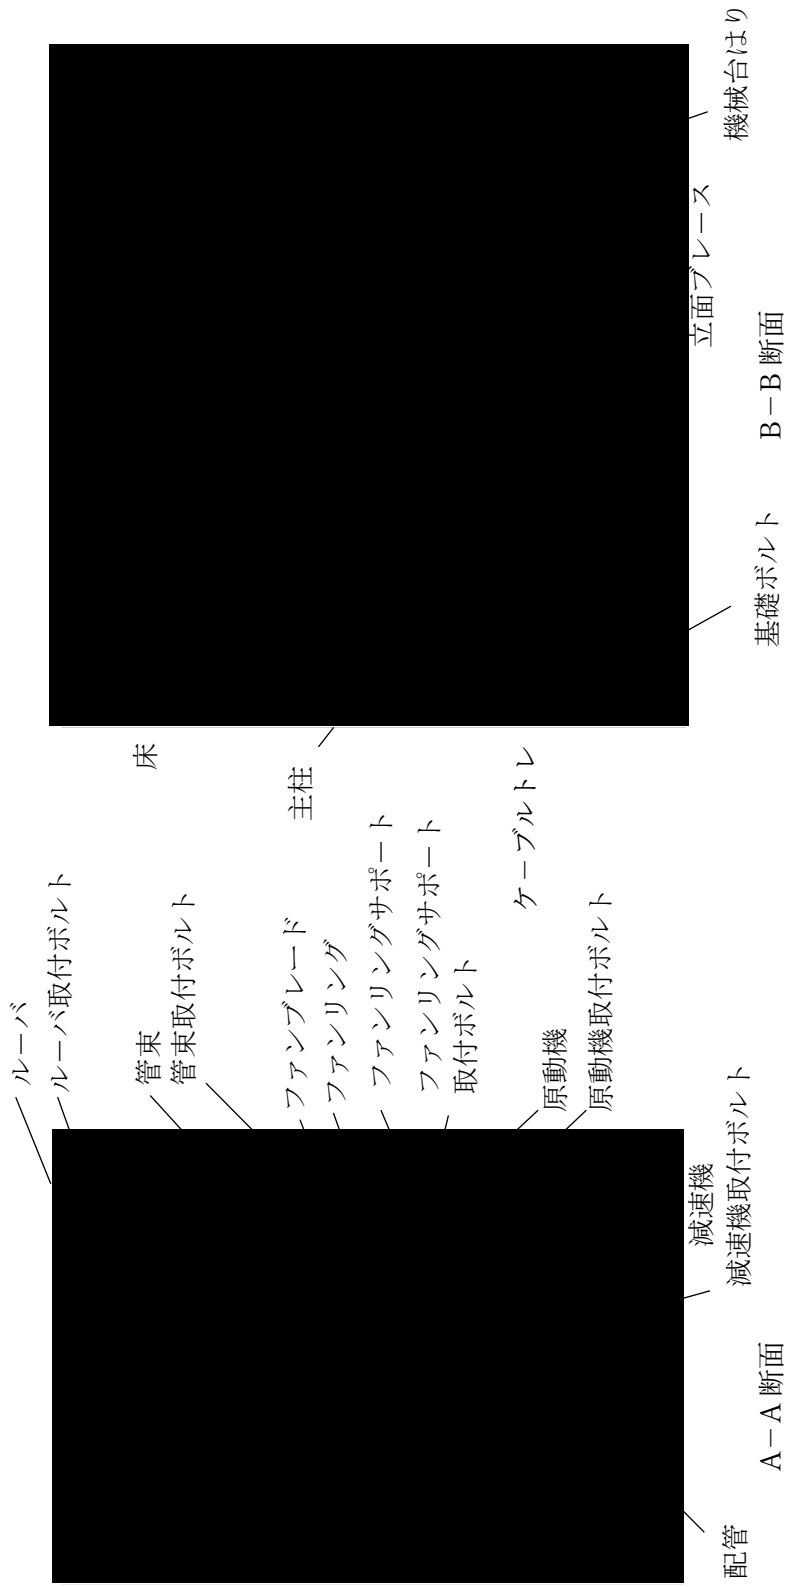 ルーバ
ルーバ取付ボルト
管束
管束取付ボルト
ファンブレード
ファンリング
ファンリングサポート
ファンリングサポート
取付ボルト
原動機
原動機取付ボルト
減速機
減速機取付ボルト
配管
A－A 断面
床
主柱
ケーブルトレ
機械台はり
立面ブレース
基礎ボルト
B－B 断面